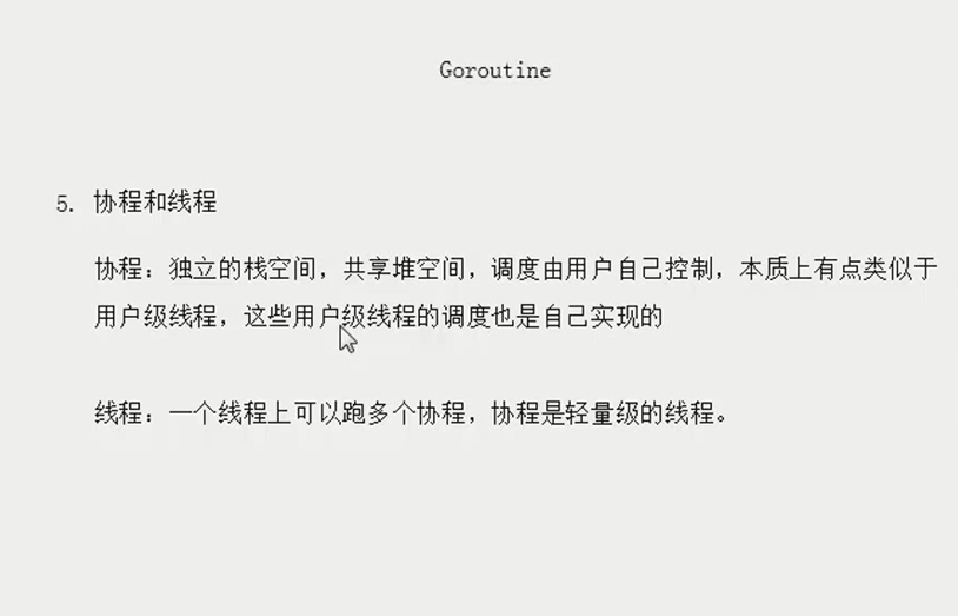 Goroutine
5. 协程和线程
协程：独立的栈空间，共享堆空间，调度由用户自己控制，本质上有点类似于
用户级线程，这些用户级线程的调度也是自己实现的
线程：一个线程上可以跑多个协程，协程是轻量级的线程。